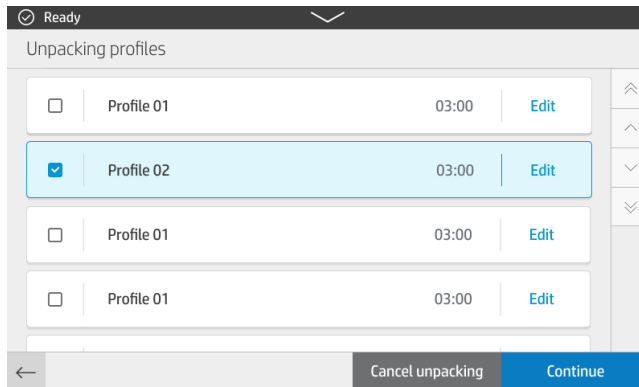 Ready
Unpacking profiles
Profile 01 03:00 Edit
Profile 02 03:00 Edit
Profile 01 03:00 Edit
Profile 01 03:00 Edit
Cancel unpacking Continue